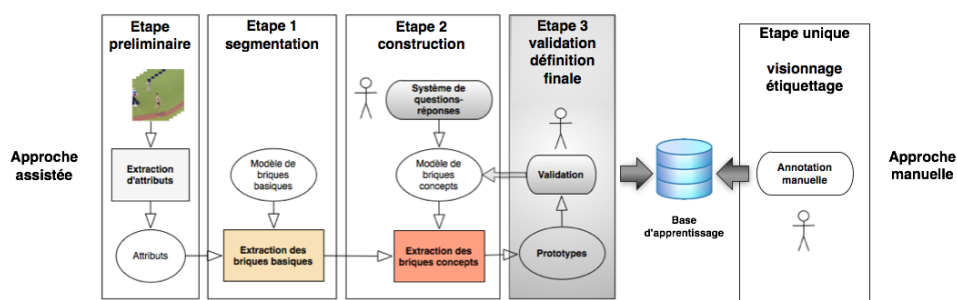 Approche
assistée
Etape
preliminaire
Extraction
d'attributs
Attributs
Etape 1
segmentation
Modèle de
briques
basiques
Extraction des
briques basiques
Etape 2
construction
Système de
questions-
réponses
Modèle de
briques
concepts
Extraction des
briques concepts
Etape 3
validation
définition
finale
Validation
Prototypes
Base
d'apprentissage
Etape unique
visionnage
étiquettage
Annotation
manuelle
Approche
manuelle